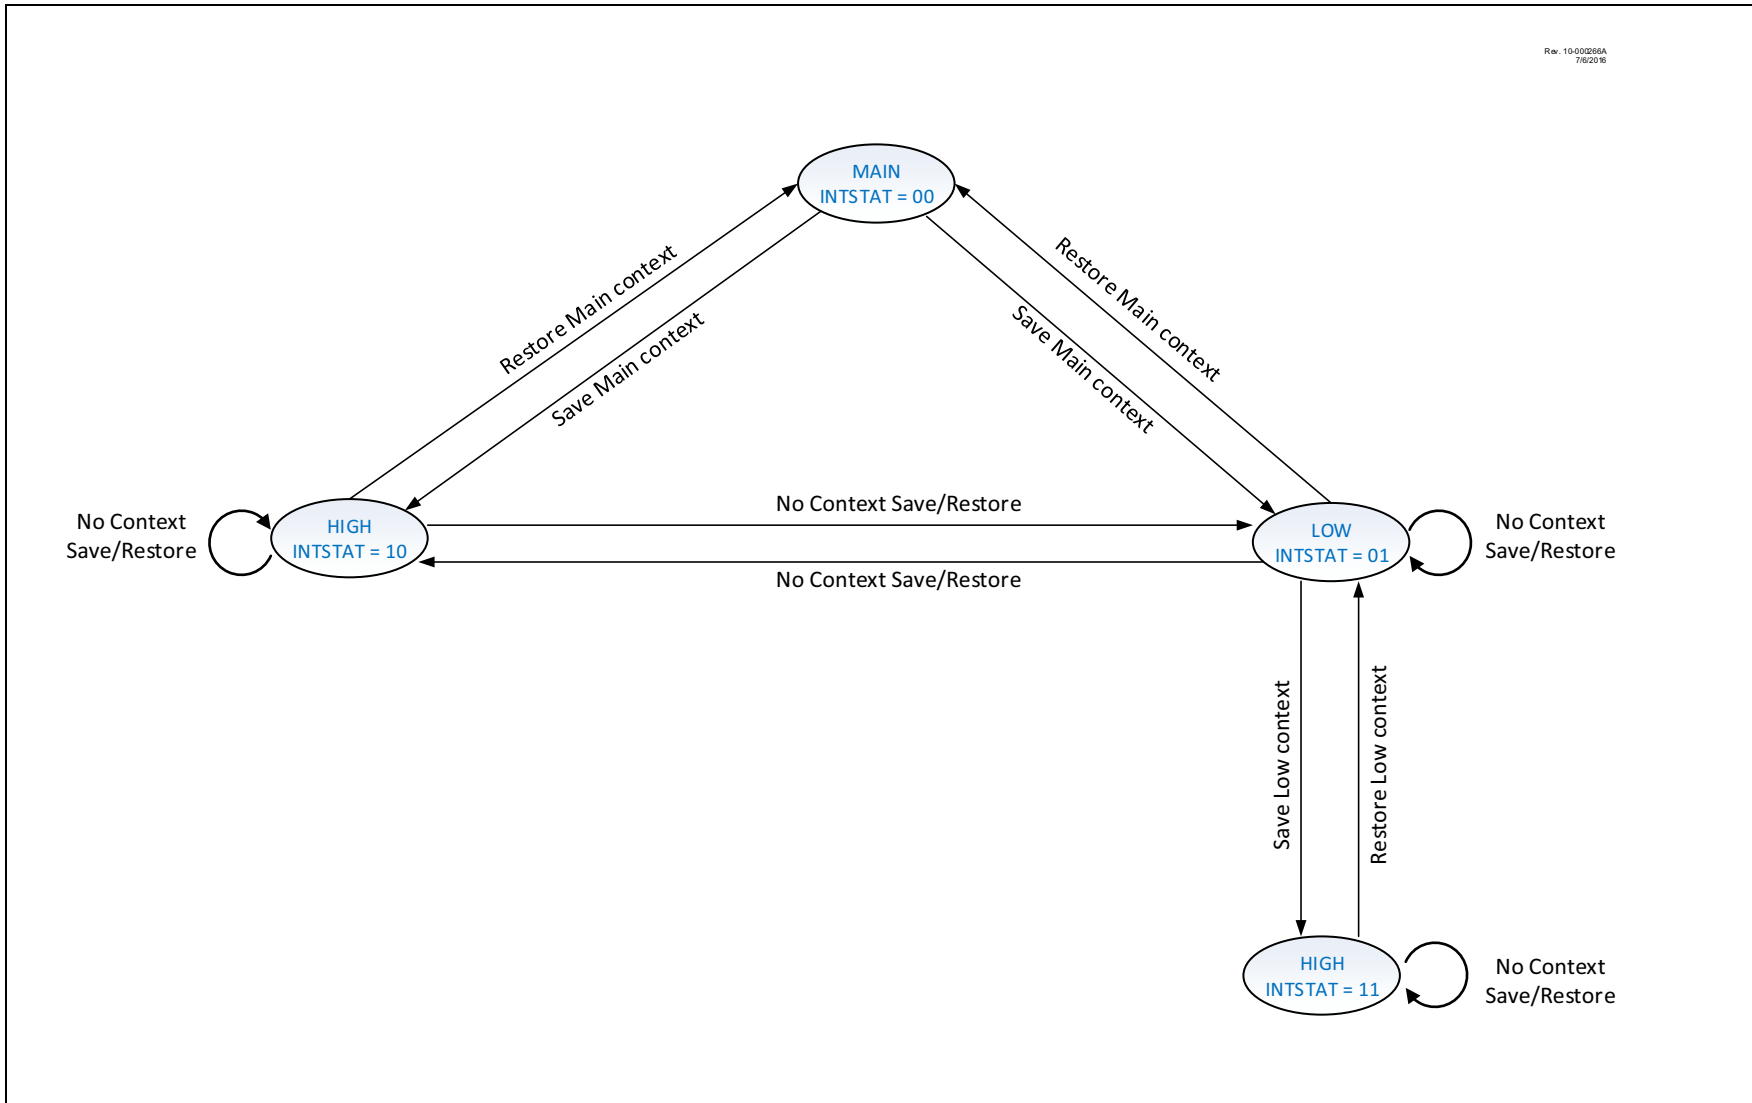 Rev. 10-000266A
7/6/2016
MAIN
INTSTAT = 00
Restore Main context
Save Main context
Save Main context
Restore Main context
No Context
Save/Restore
HIGH
INTSTAT = 10
No Context Save/Restore
No Context Save/Restore
LOW
INTSTAT = 01
No Context
Save/Restore
Save Low context
Restore Low context
HIGH
INTSTAT = 11
No Context
Save/Restore